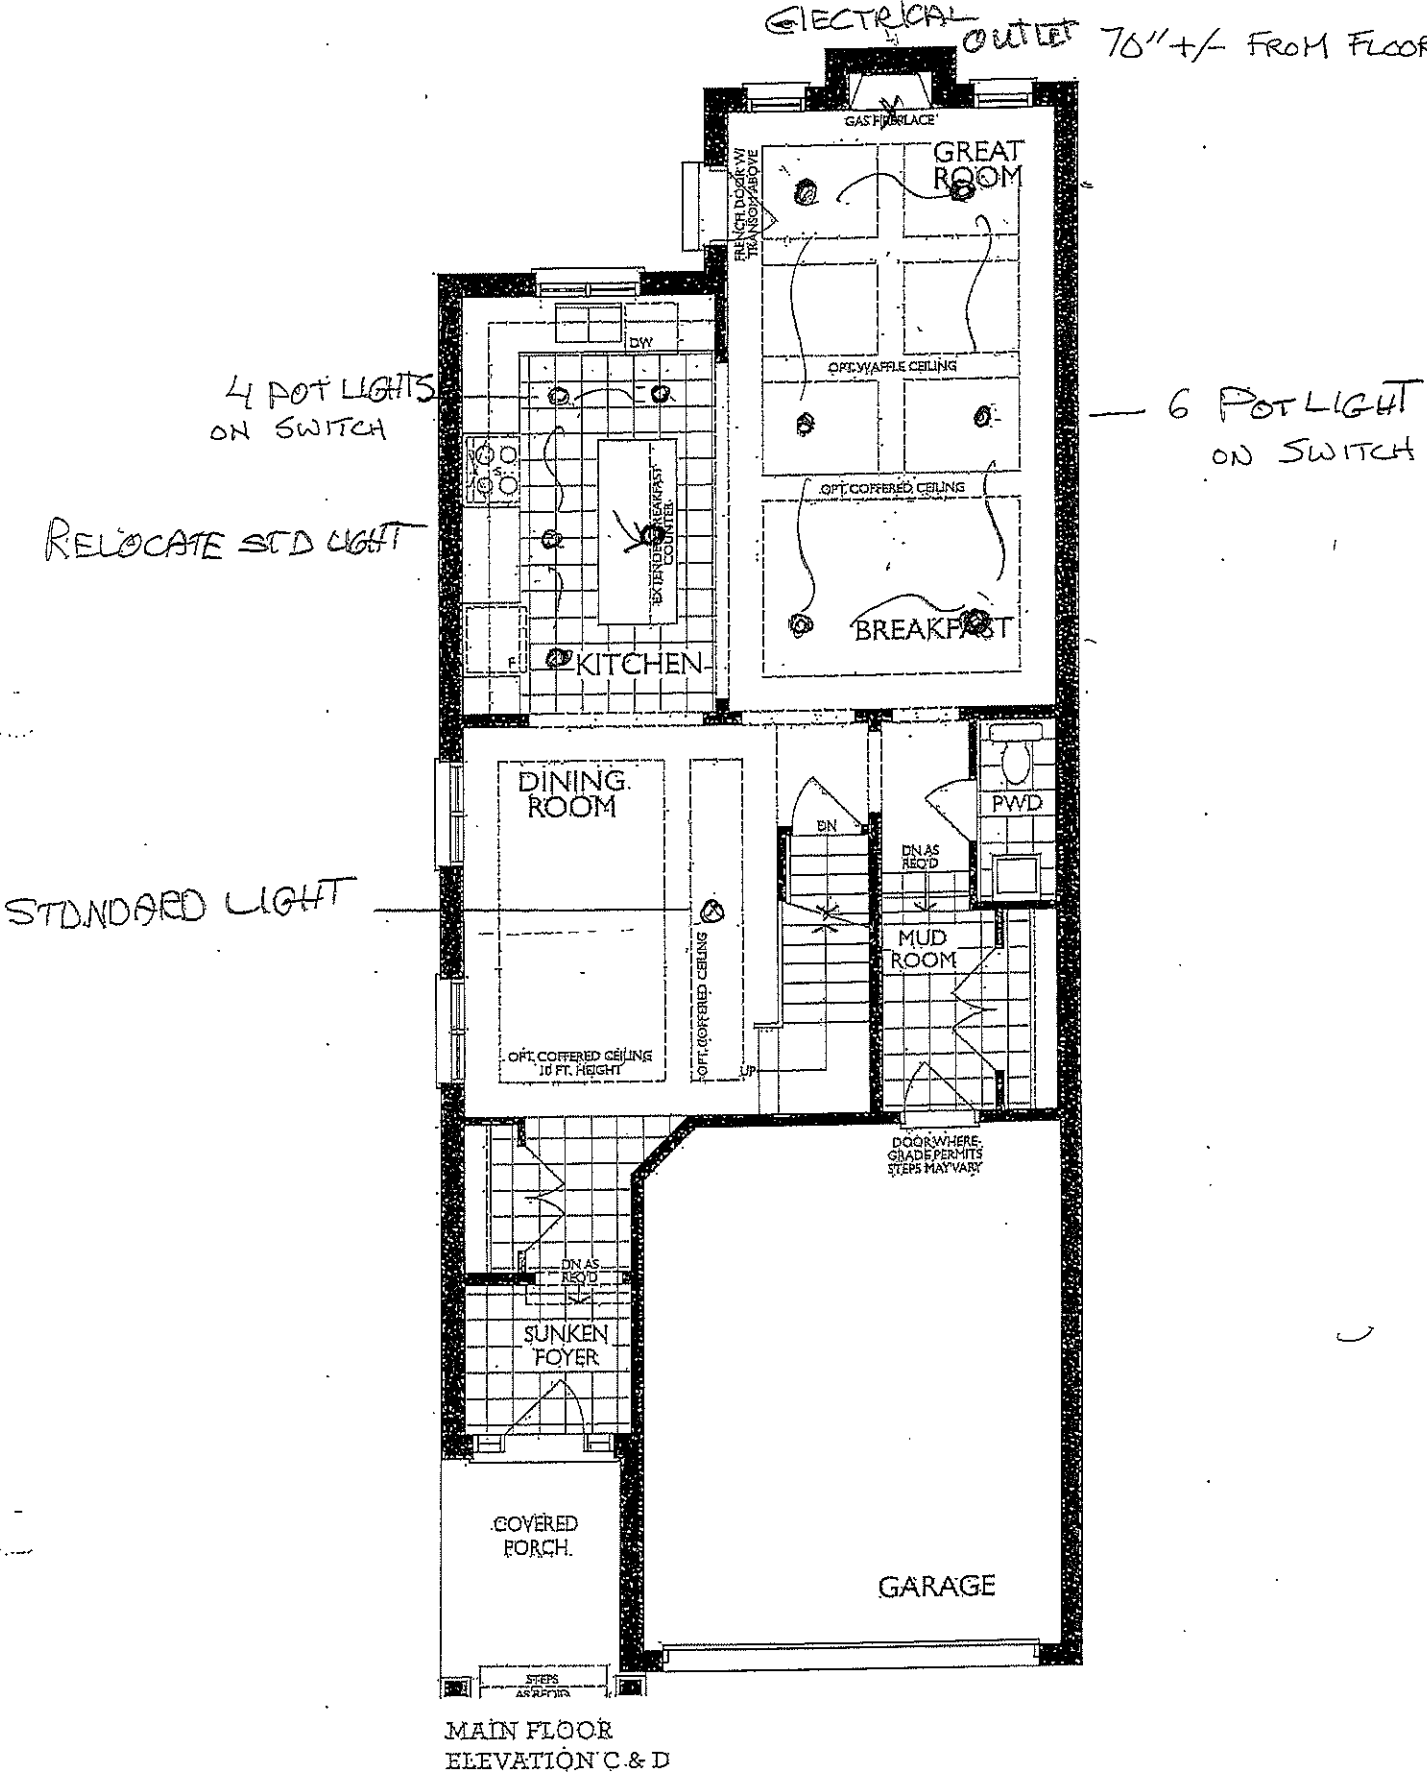 ELECTRICAL
OUTLET 70"+/- FROM FLOOR
GAS FIREPLACE
GREAT
ROOM
FRENCH DOOR W/
TRANSOM ABOVE
DW
OPT. WAFFLE CEILING
4 POT LIGHTS
ON SWITCH
6 POT LIGHT
ON SWITCH
S
OPT. COFFERED CEILING
EXTENDED BREAKFAST
COUNTER
RELOCATE STD LIGHT
BREAKFAST
F
KITCHEN
DINING
ROOM
PWD
DN
DN AS
REQ'D
STDNDARD LIGHT
MUD
ROOM
OPT. COFFERED CEILING
OPT. COFFERED CEILING
10 FT. HEIGHT
UP
DOOR WHERE
GRADE PERMITS
STEPS MAY VARY
DN AS
REQ'D
SUNKEN
FOYER
COVERED
PORCH
GARAGE
STEPS
AS REQ'D
MAIN FLOOR
ELEVATION C & D